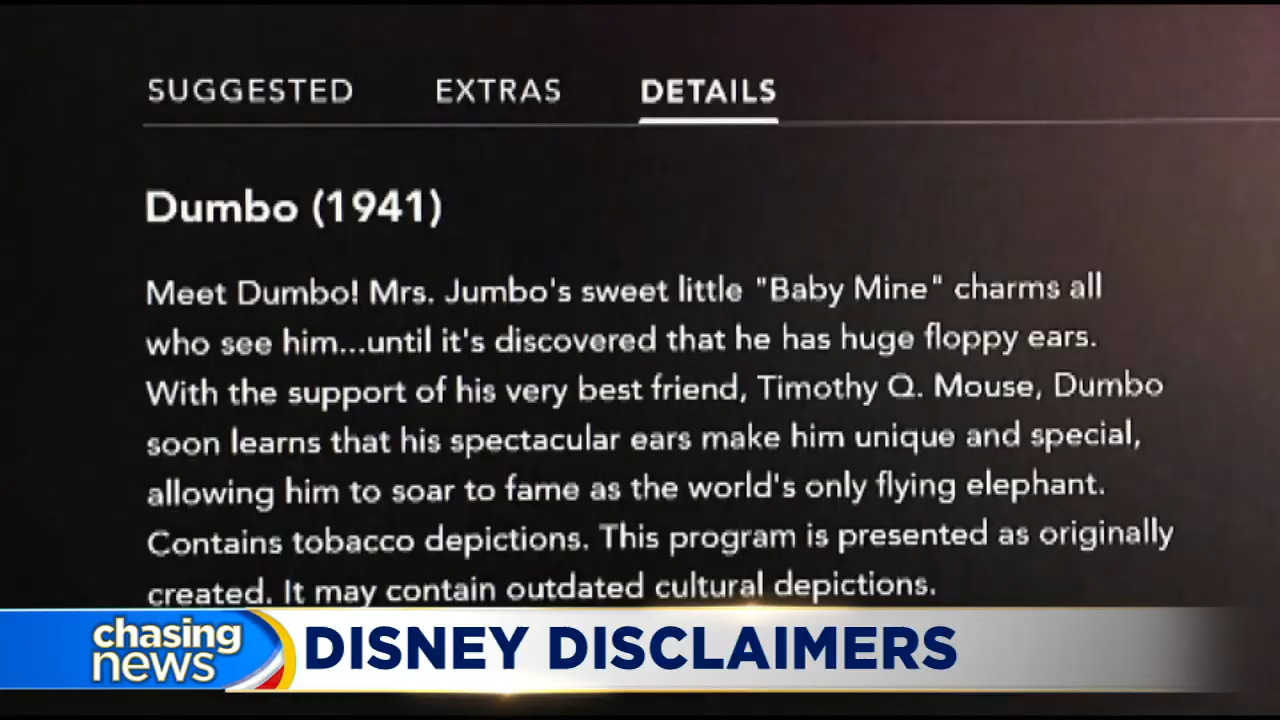 SUGGESTED EXTRAS DETAILS
Dumbo (1941)
Meet Dumbo! Mrs. Jumbo's sweet little "Baby Mine" charms all
who see him...until it's discovered that he has huge floppy ears.
With the support of his very best friend, Timothy Q. Mouse, Dumbo
soon learns that his spectacular ears make him unique and special,
allowing him to soar to fame as the world's only flying elephant.
Contains tobacco depictions. This program is presented as originally
created. It may contain outdated cultural depictions.
chasing
news
DISNEY DISCLAIMERS